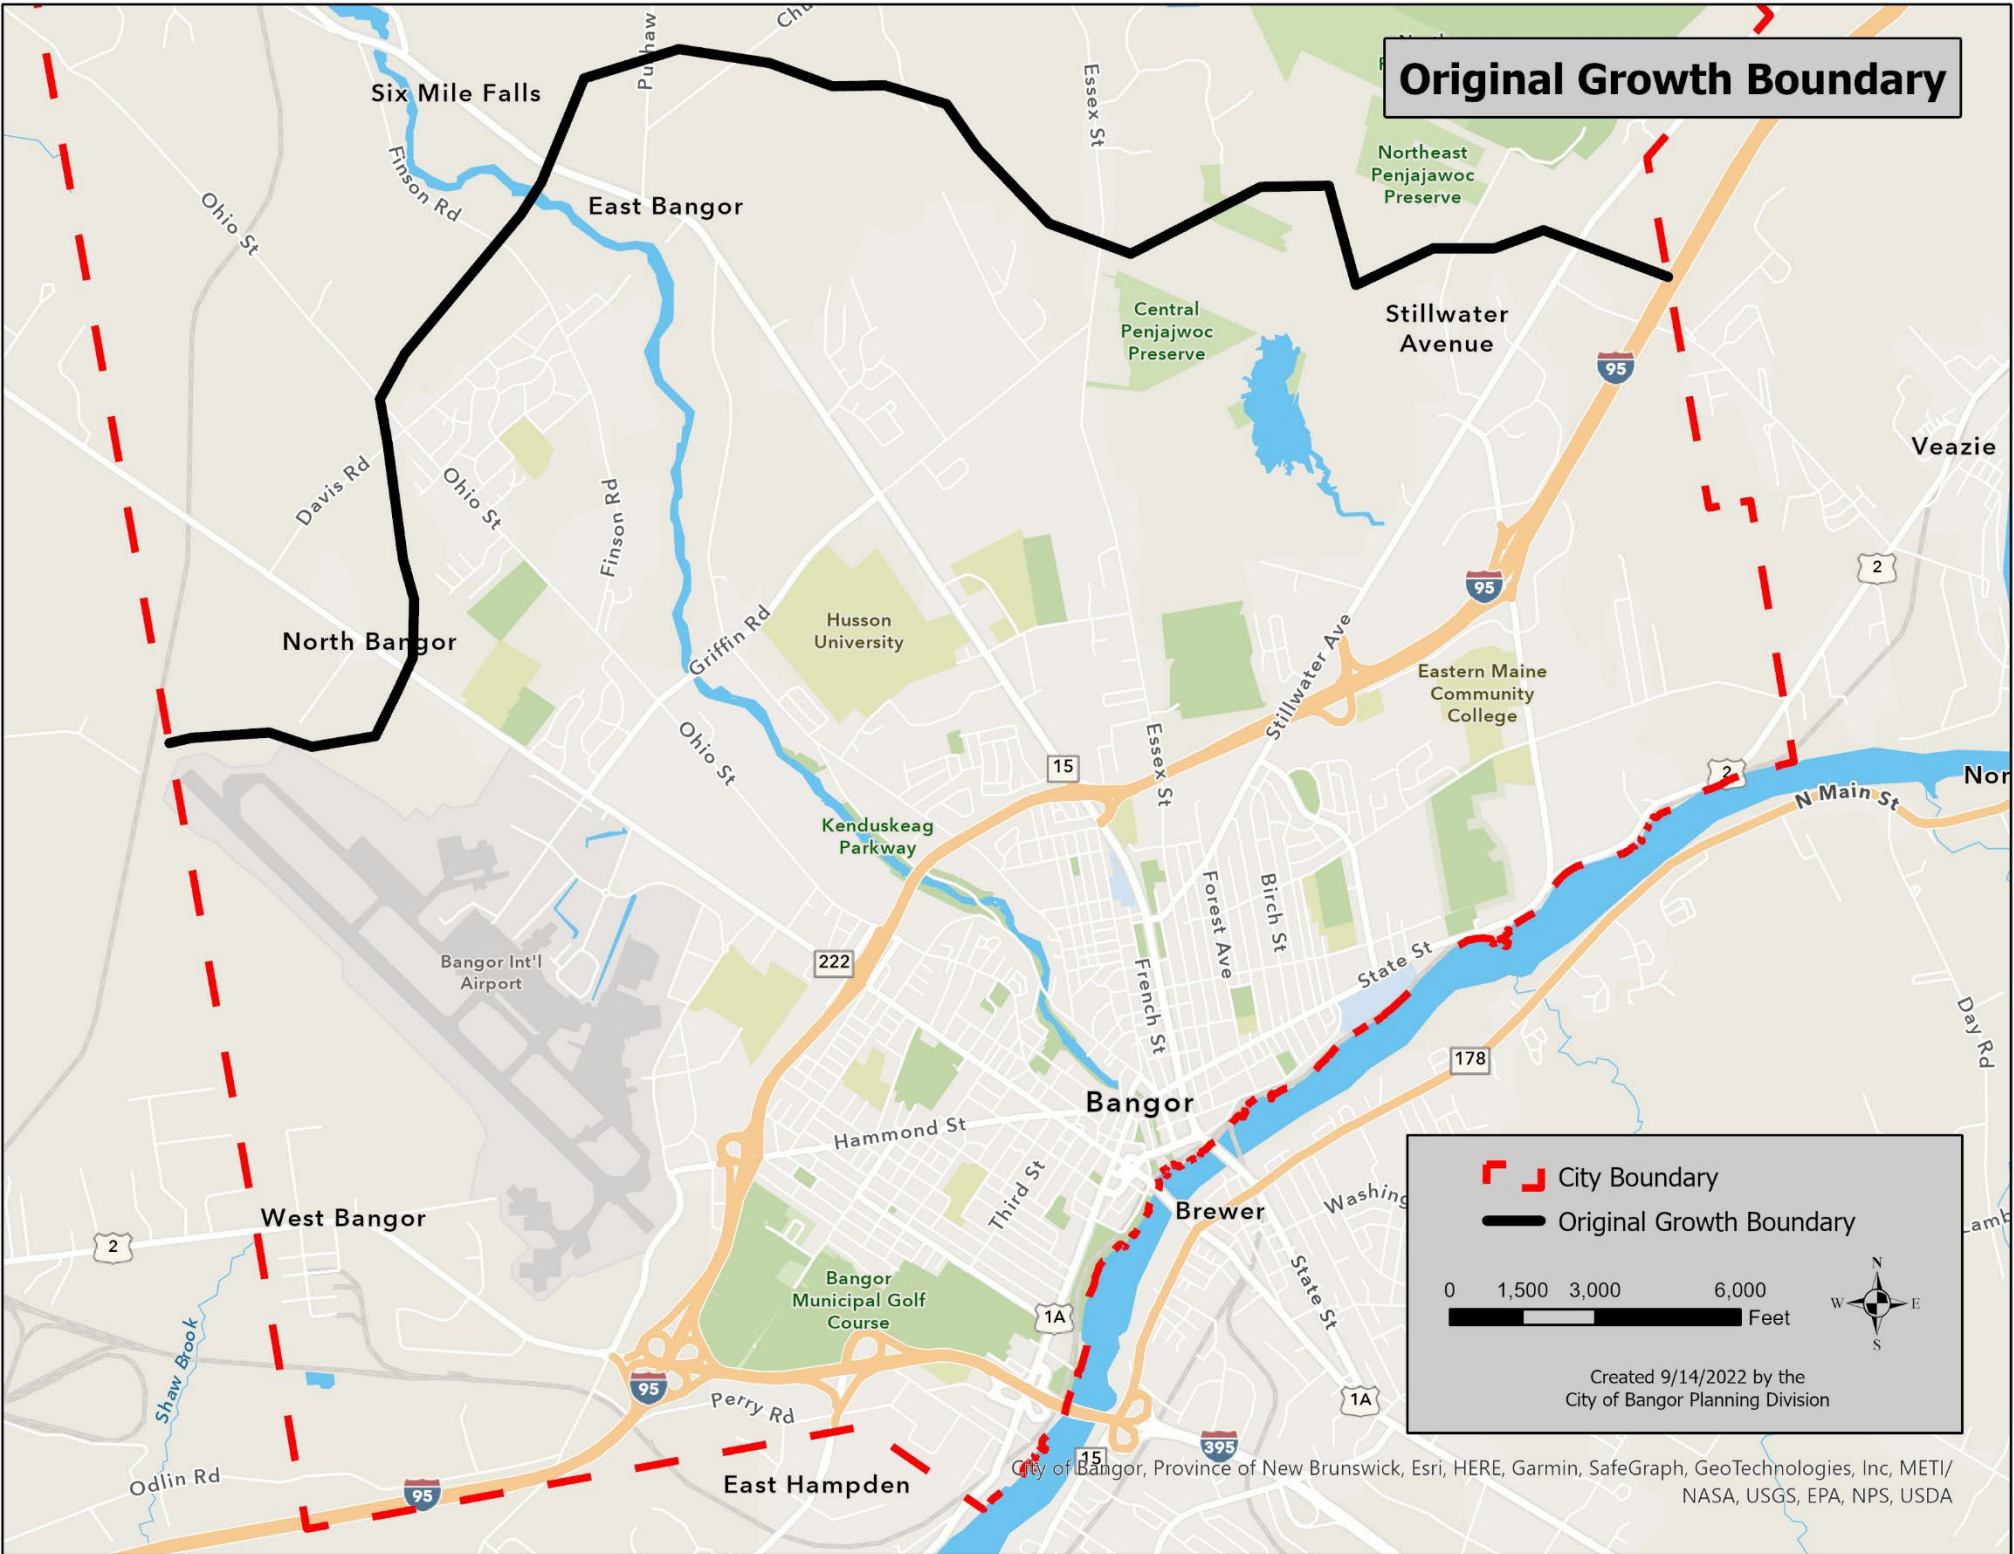 Original Growth Boundary
Six Mile Falls
Essex St
Northeast
Penjajawoc
Preserve
Finson Rd
Ohio St
East Bangor
Central
Penjajwoc
Preserve
Stillwater
Avenue
95
Veazie
Davis Rd
Ohio St
Finson Rd
2
95
North Bangor
Griffin Rd
Husson
University
Stillwater Ave
Eastern Maine
Community
College
Ohio St
15
Essex St
2
N Main St
Kenduskeag
Parkway
Forest Ave
Birch St
222
Bangor Int'l
Airport
French St
State St
178
Day Rd
Bangor
Hammond St
Third St
West Bangor
2
Brewer
Washing
State St
Bangor
Municipal Golf
Course
1A
Shaw Brook
95
Perry Rd
1A
395
15
Odlin Rd
95
East Hampden
City Boundary
Original Growth Boundary
0 1,500 3,000 6,000
Feet
N
W E
S
Created 9/14/2022 by the
City of Bangor Planning Division
City of Bangor, Province of New Brunswick, Esri, HERE, Garmin, SafeGraph, GeoTechnologies, Inc, METI/
NASA, USGS, EPA, NPS, USDA